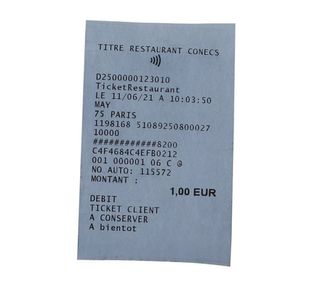 TITRE RESTAURANT CONECS
D2500000123010
TicketRestaurant
LE 11/06/21 A 10:03:50
MAY
75 PARIS
1198168 51089250800027
10000
############8200
C4F4684C4EFB0212
001 000001 06 C @
NO AUTO: 115572
MONTANT :
1,00 EUR
DEBIT
TICKET CLIENT
A CONSERVER
A bientot